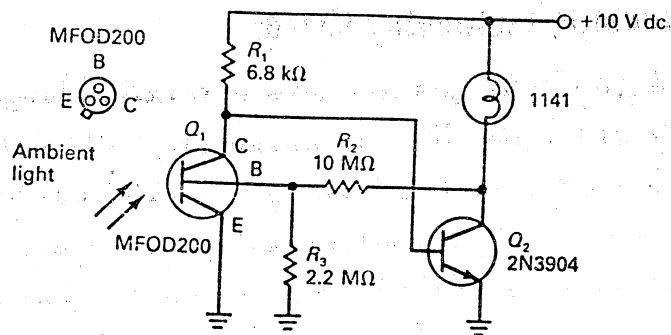 +10 V dc
MFOD200
B
E C
R1
6.8 kΩ
1141
Q1
C
R2
10 MΩ
B
Ambient
light
E
MFOD200
R3
2.2 MΩ
Q2
2N3904